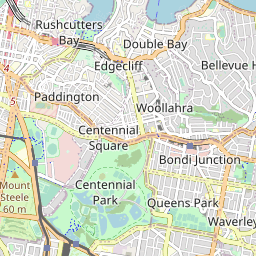 Rushcutters
Bay
Double Bay
Edgecliff
Bellevue H
Paddington
Woollahra
Centennial
Square
Bondi Junction
Mount
Steele
60 m
Centennial
Park
Queens Park
Waverley